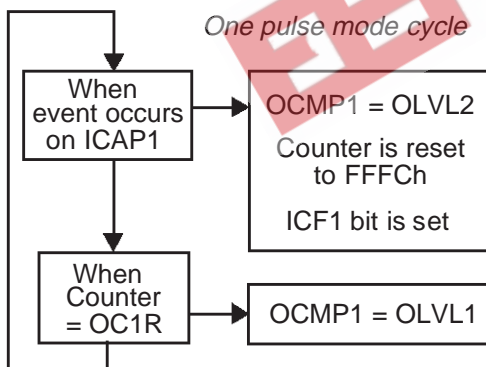 One pulse mode cycle
When
event occurs
on ICAP1
OCMP1 = OLVL2
Counter is reset
to FFFCh
ICF1 bit is set
When
Counter
= OC1R
OCMP1 = OLVL1